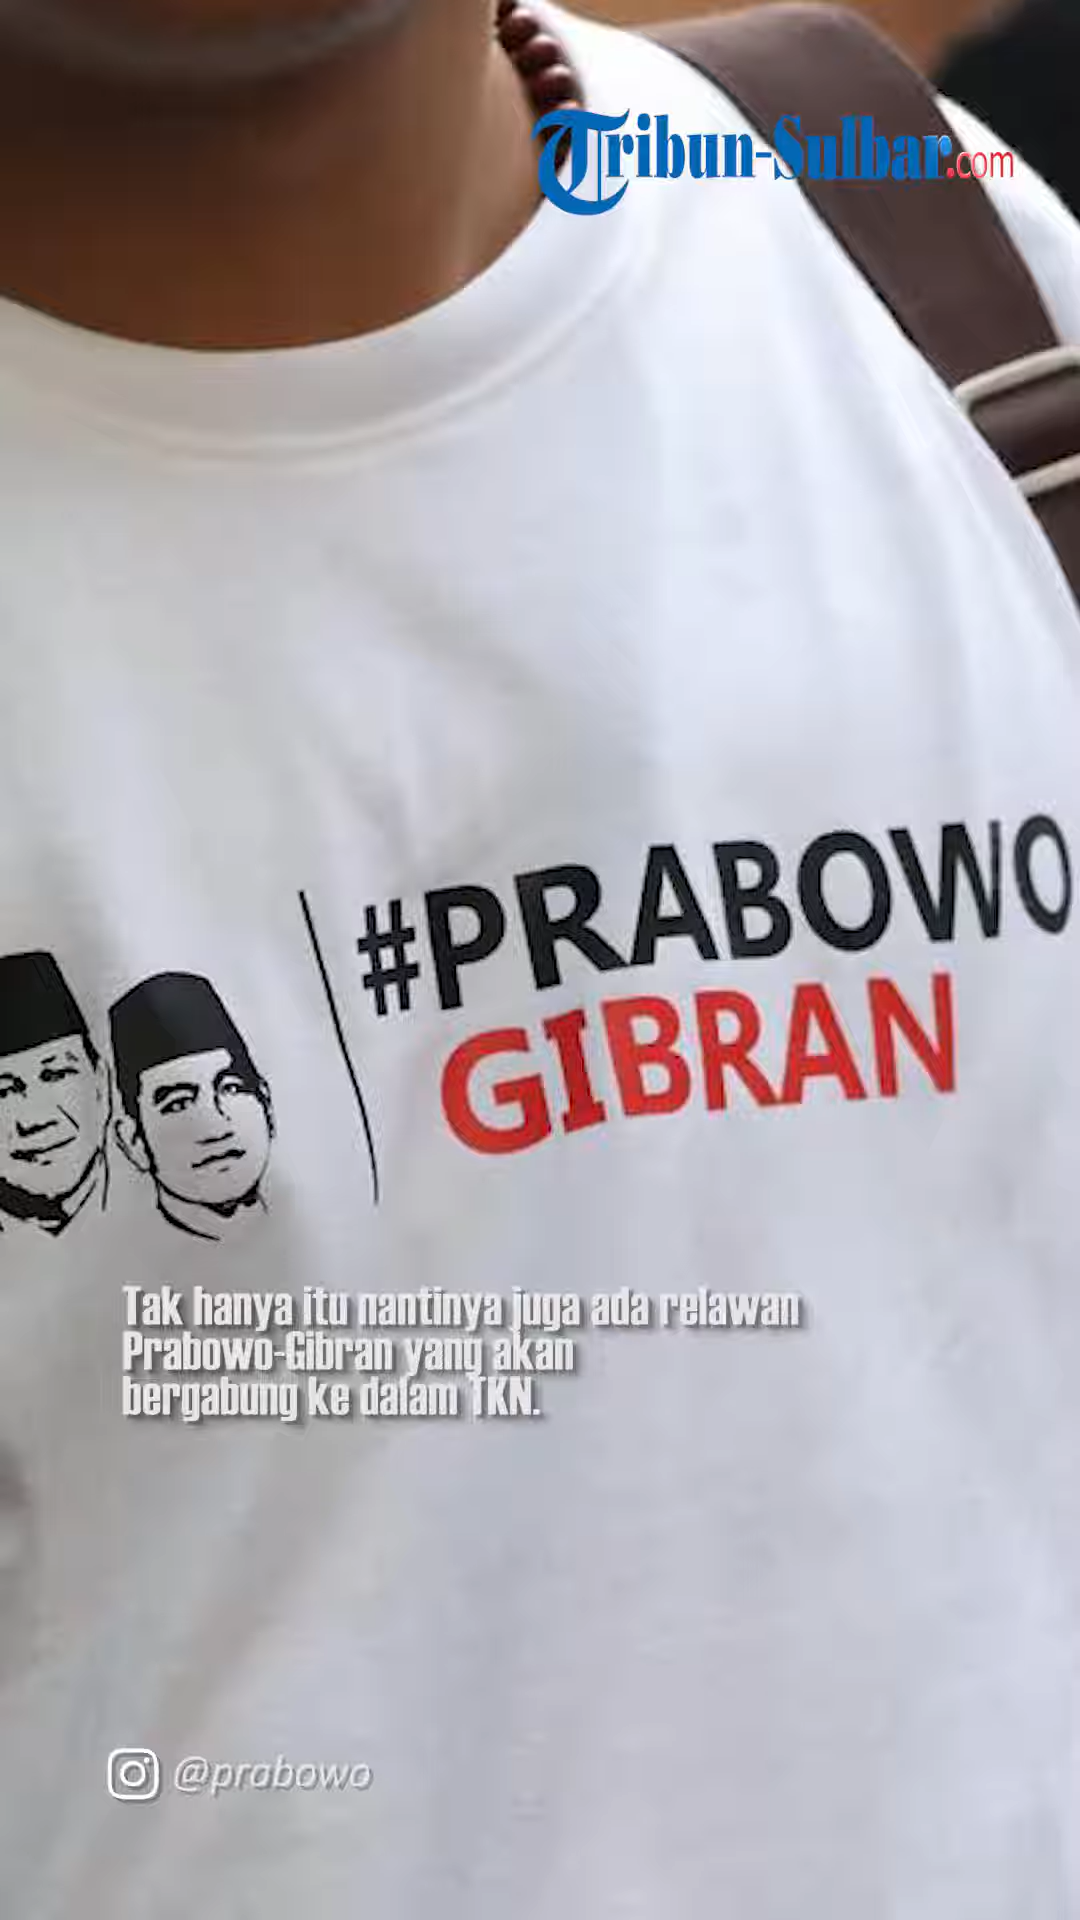 Tribun-Sulbar.com
#PRABOWO
GIBRAN
Tak hanya itu nantinya juga ada relawan
Prabowo-Gibran yang akan
bergabung ke dalam TKN.
@prabowo